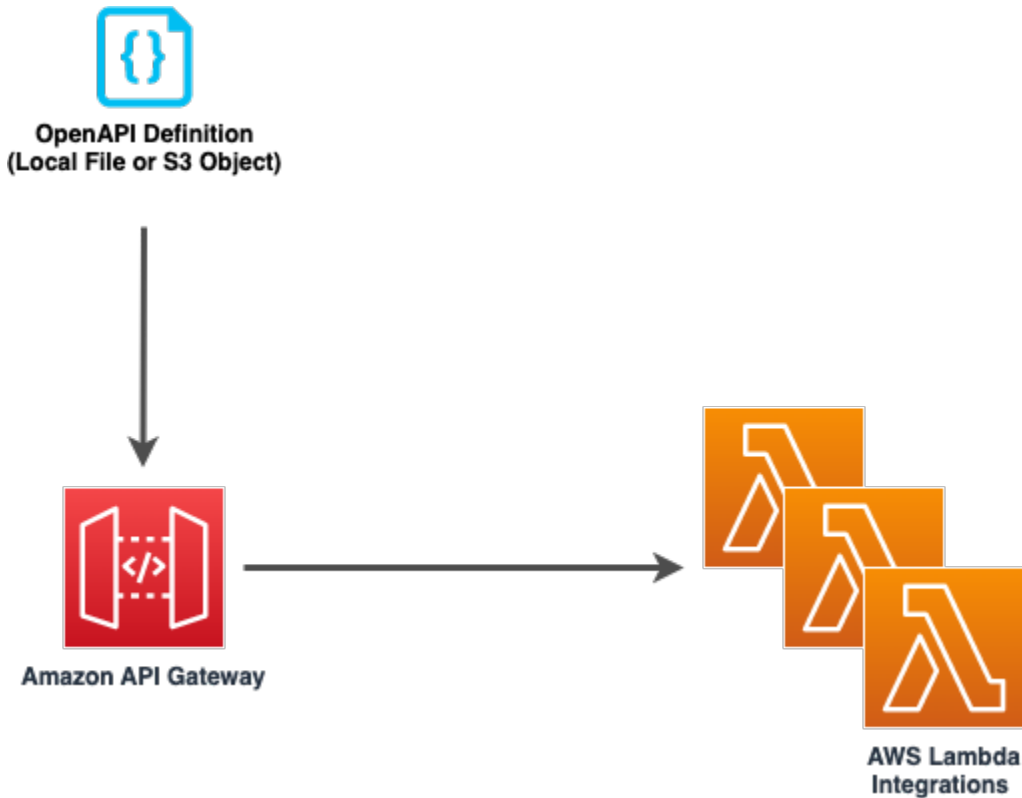 {}
OpenAPI Definition
(Local File or S3 Object)
</>
Amazon API Gateway
AWS Lambda
Integrations